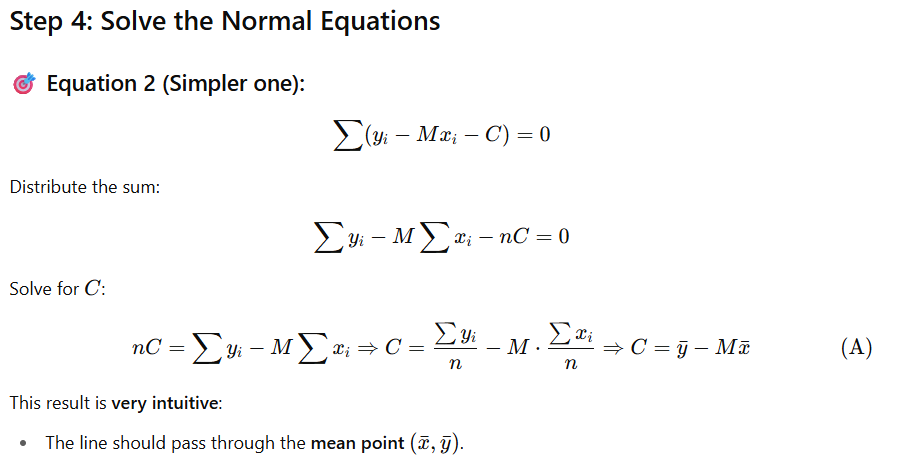 Step 4: Solve the Normal Equations
🎯 Equation 2 (Simpler one):
∑(yᵢ − Mxᵢ − C) = 0
Distribute the sum:
∑ yᵢ − M ∑ xᵢ − nC = 0
Solve for C:
nC = ∑ yᵢ − M ∑ xᵢ ⇒ C = ∑ yᵢ / n − M · ∑ xᵢ / n ⇒ C = ȳ − Mx̄ (A)
This result is very intuitive:
• The line should pass through the mean point (x̄, ȳ).